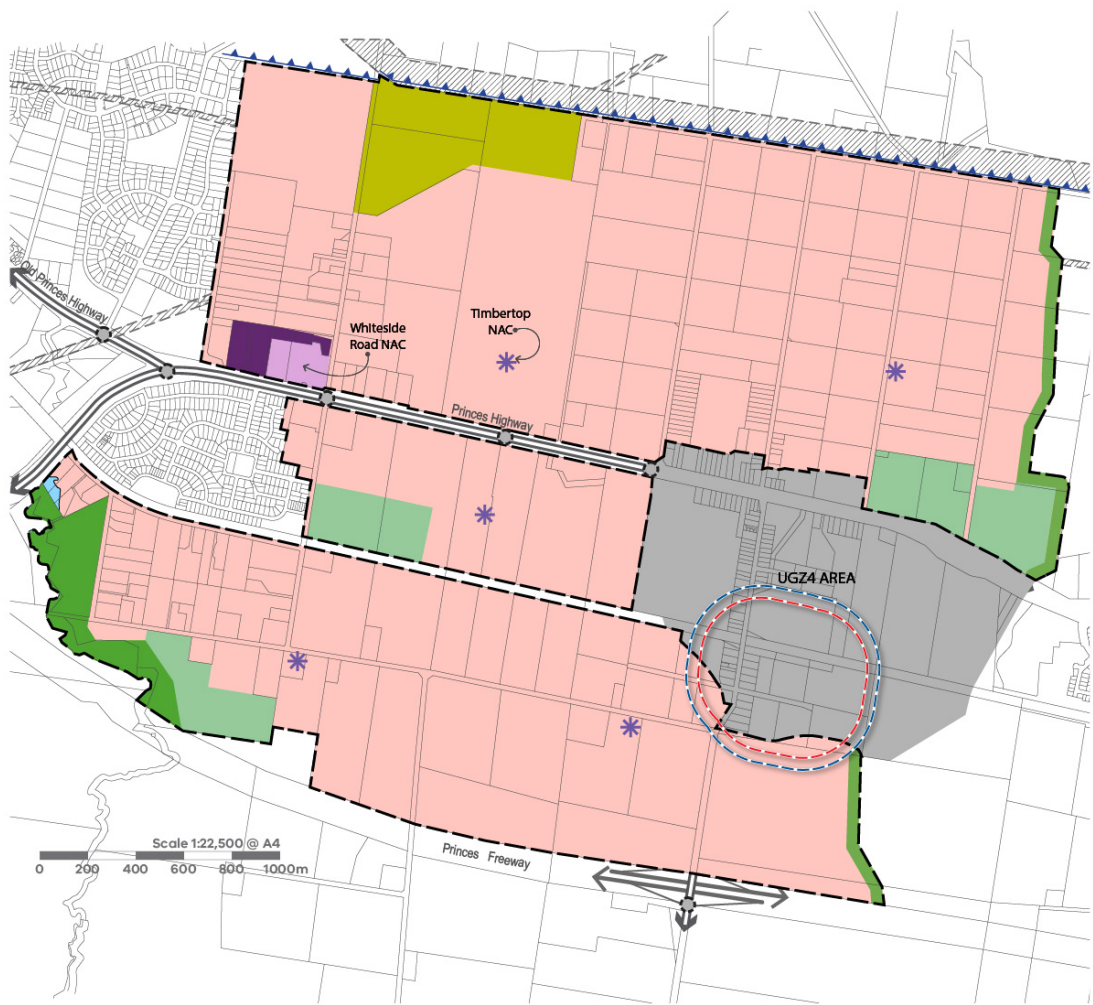 Old Princes Highway
Whiteside
Road NAC
Timbertop
NAC
Princes Highway
UGZ4 AREA
Scale 1:22,500 @ A4
0 200 400 600 800 1000m
Princes Freeway